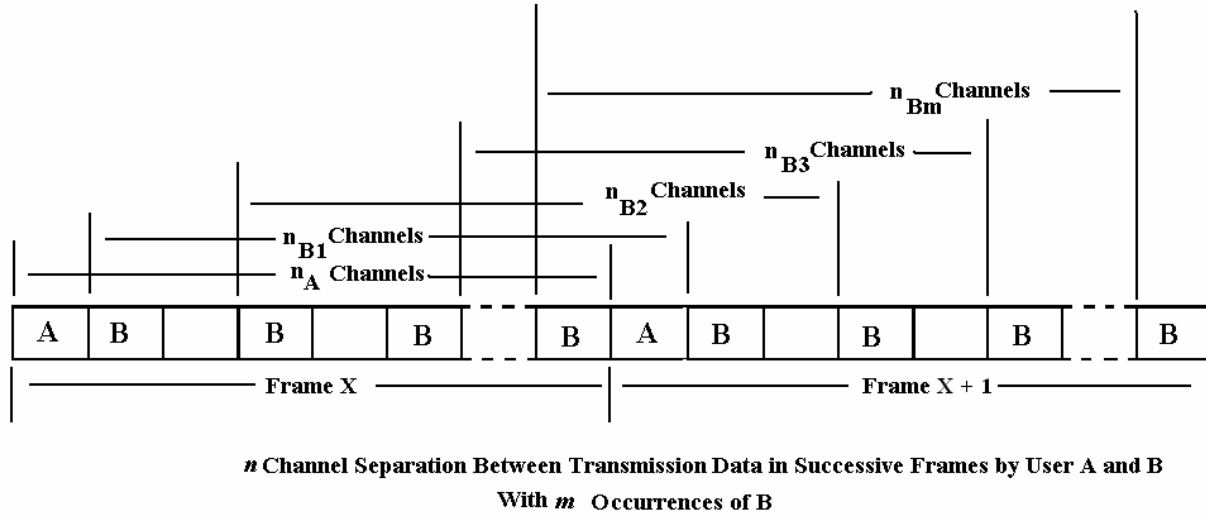 n Bm Channels
n B3 Channels
n B2 Channels
n B1 Channels
n A Channels
A B B B B A B B B B
Frame X Frame X + 1
n Channel Separation Between Transmission Data in Successive Frames by User A and B
With m Occurrences of B